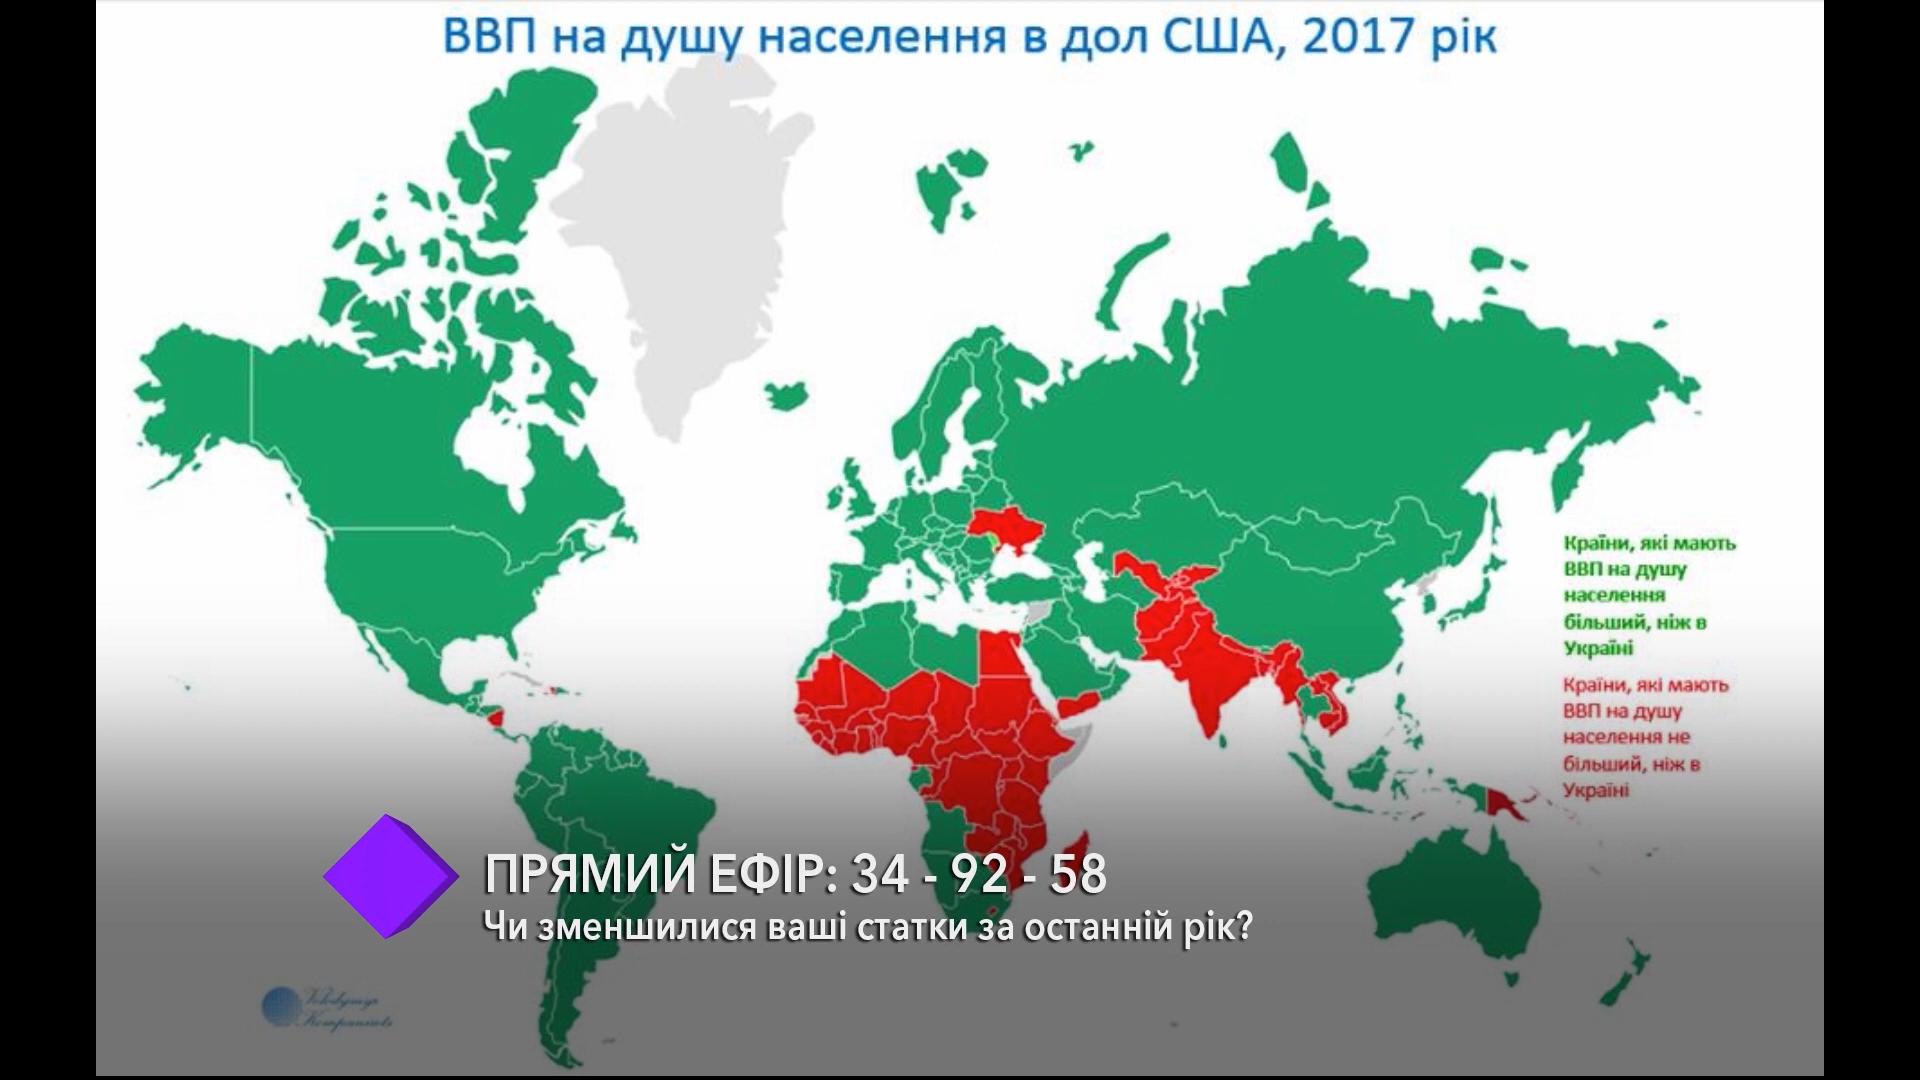 ВВП на душу населення в дол США, 2017 рік
Країни, які мають
ВВП на душу
населення
більший, ніж в
Україні
Країни, які мають
ВВП на душу
населення не
більший, ніж в
Україні
ПРЯМИЙ ЕФІР: 34 - 92 - 58
Чи зменшилися ваші статки за останній рік?
Volodymyr